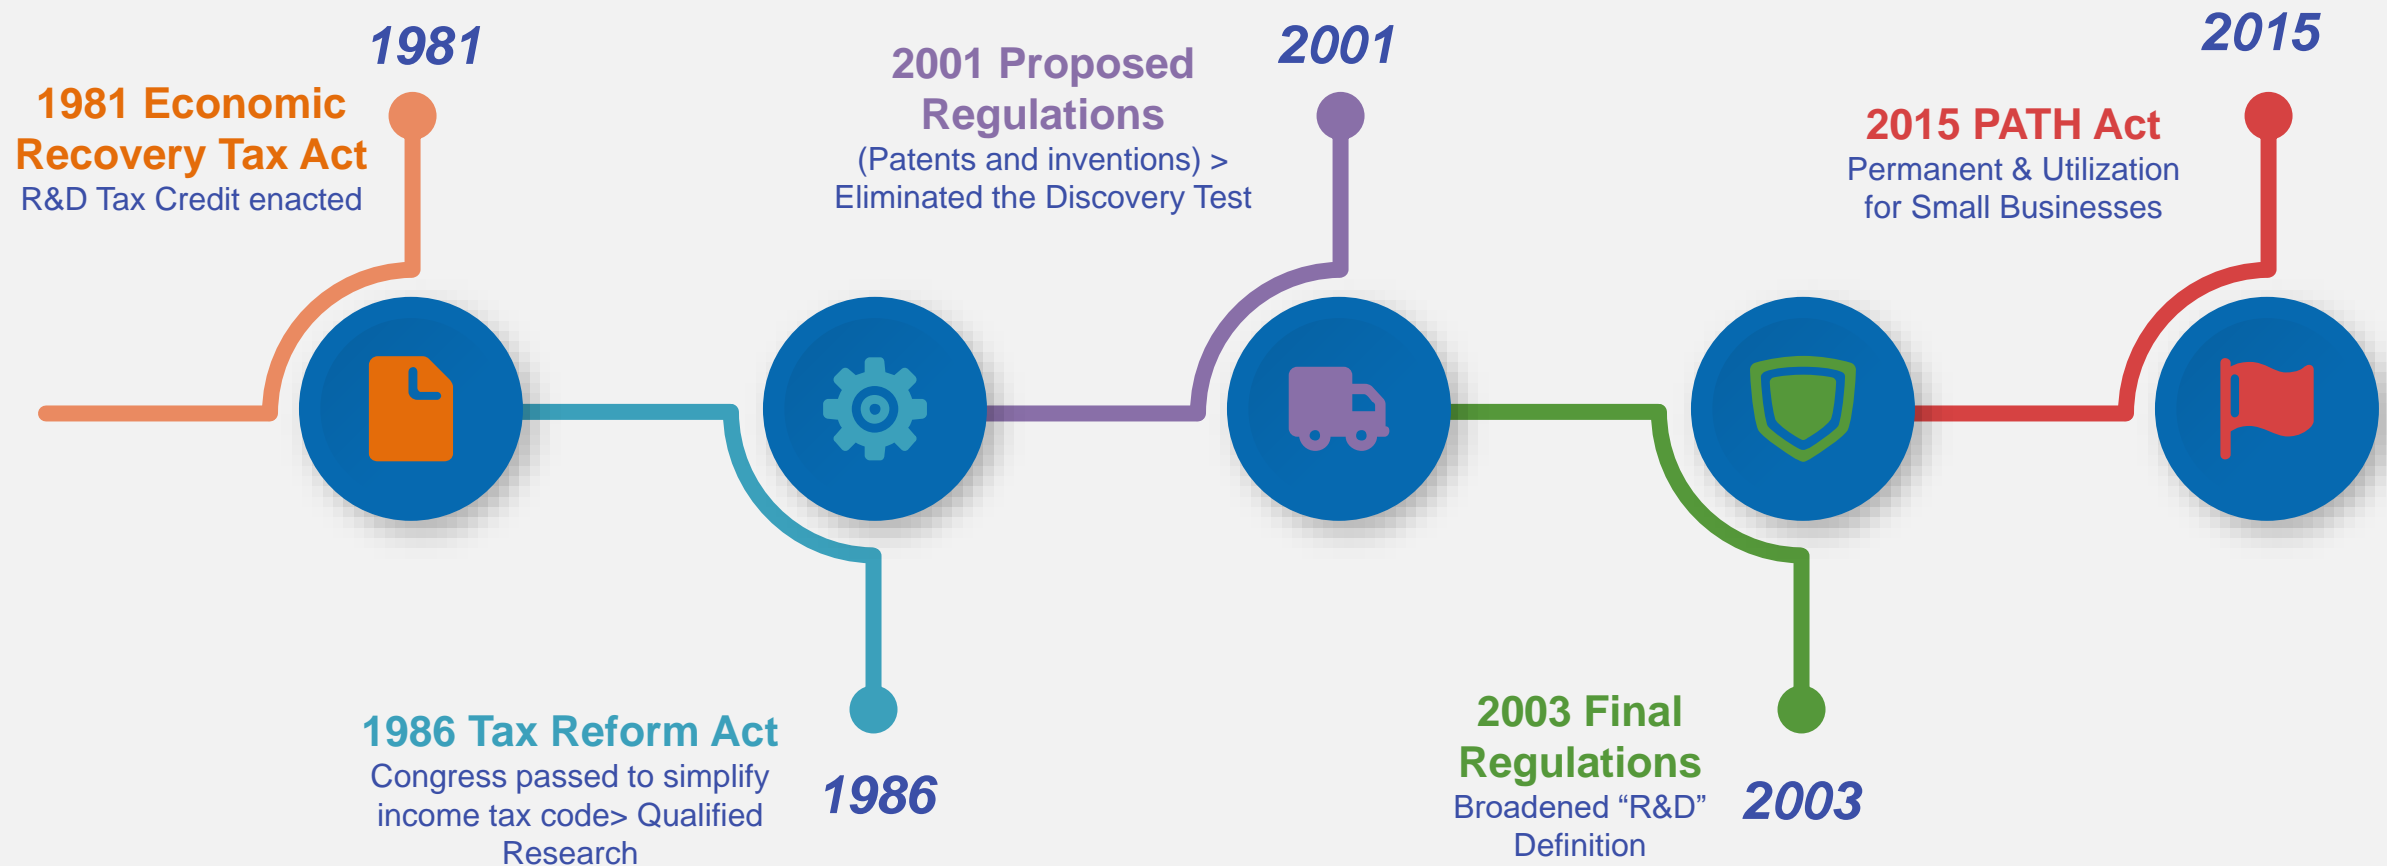 1981
1981 Economic
Recovery Tax Act
R&D Tax Credit enacted
1986 Tax Reform Act
Congress passed to simplify
income tax code> Qualified
Research
1986
2001
2001 Proposed
Regulations
(Patents and inventions) >
Eliminated the Discovery Test
2003 Final
Regulations
Broadened “R&D”
Definition
2003
2015
2015 PATH Act
Permanent & Utilization
for Small Businesses